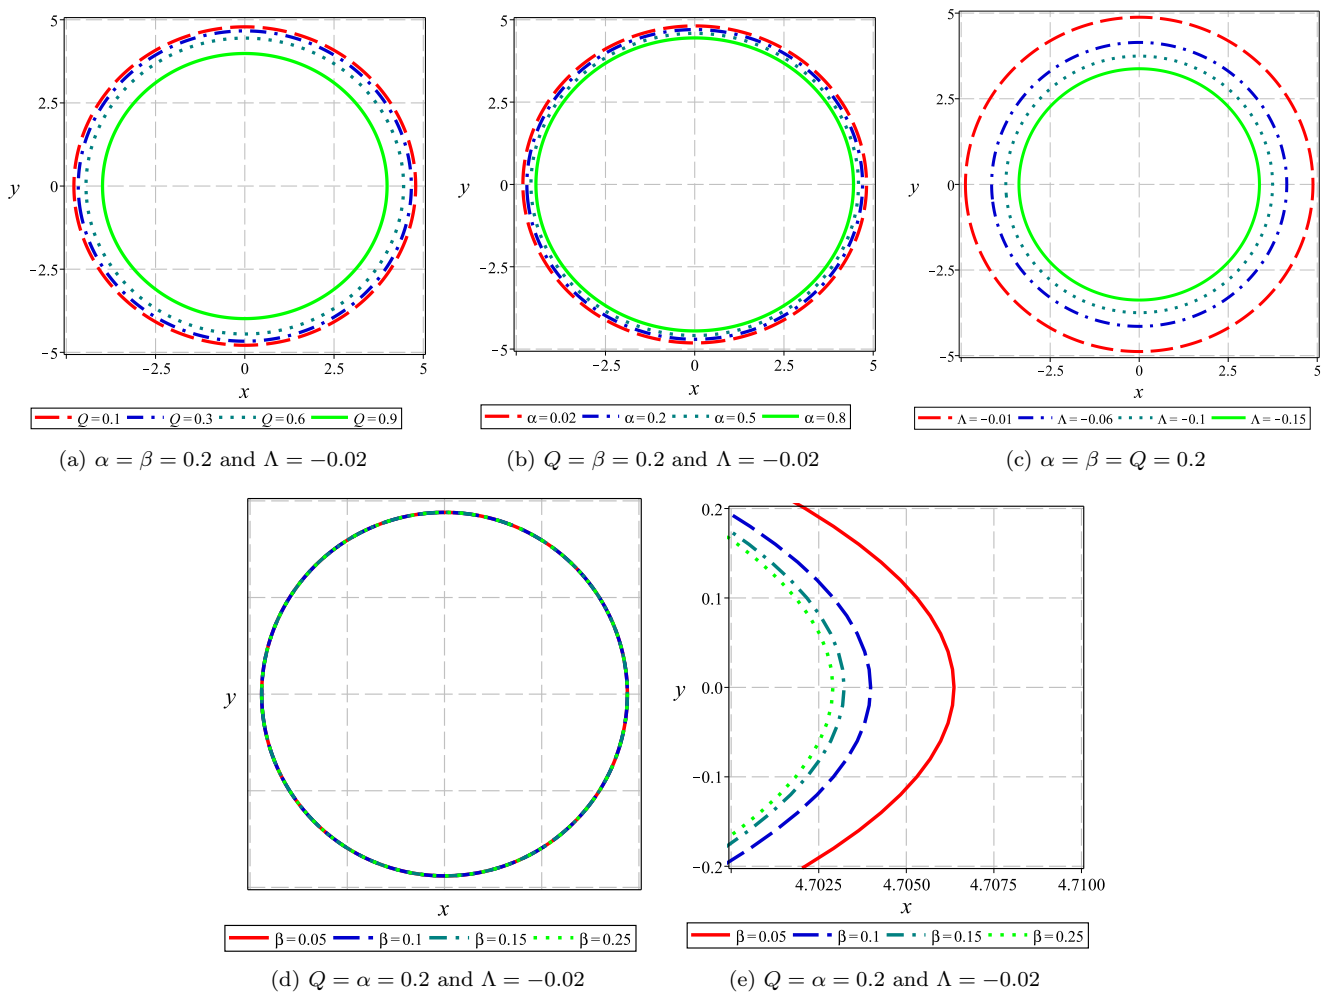 5
2.5
0
−2.5
−5
y
−2.5 0 2.5 5
x
Q=0.1 Q=0.3 Q=0.6 Q=0.9
(a) α = β = 0.2 and Λ = −0.02
5
2.5
0
−2.5
−5
y
−2.5 0 2.5 5
x
α=0.02 α=0.2 α=0.5 α=0.8
(b) Q = β = 0.2 and Λ = −0.02
5
2.5
0
−2.5
−5
y
−2.5 0 2.5 5
x
Λ=−0.01 Λ=−0.06 Λ=−0.1 Λ=−0.15
(c) α = β = Q = 0.2
y
x
β=0.05 β=0.1 β=0.15 β=0.25
(d) Q = α = 0.2 and Λ = −0.02
0.2
0.1
0.0
−0.1
−0.2
y
4.7025 4.7050 4.7075 4.7100
x
β=0.05 β=0.1 β=0.15 β=0.25
(e) Q = α = 0.2 and Λ = −0.02